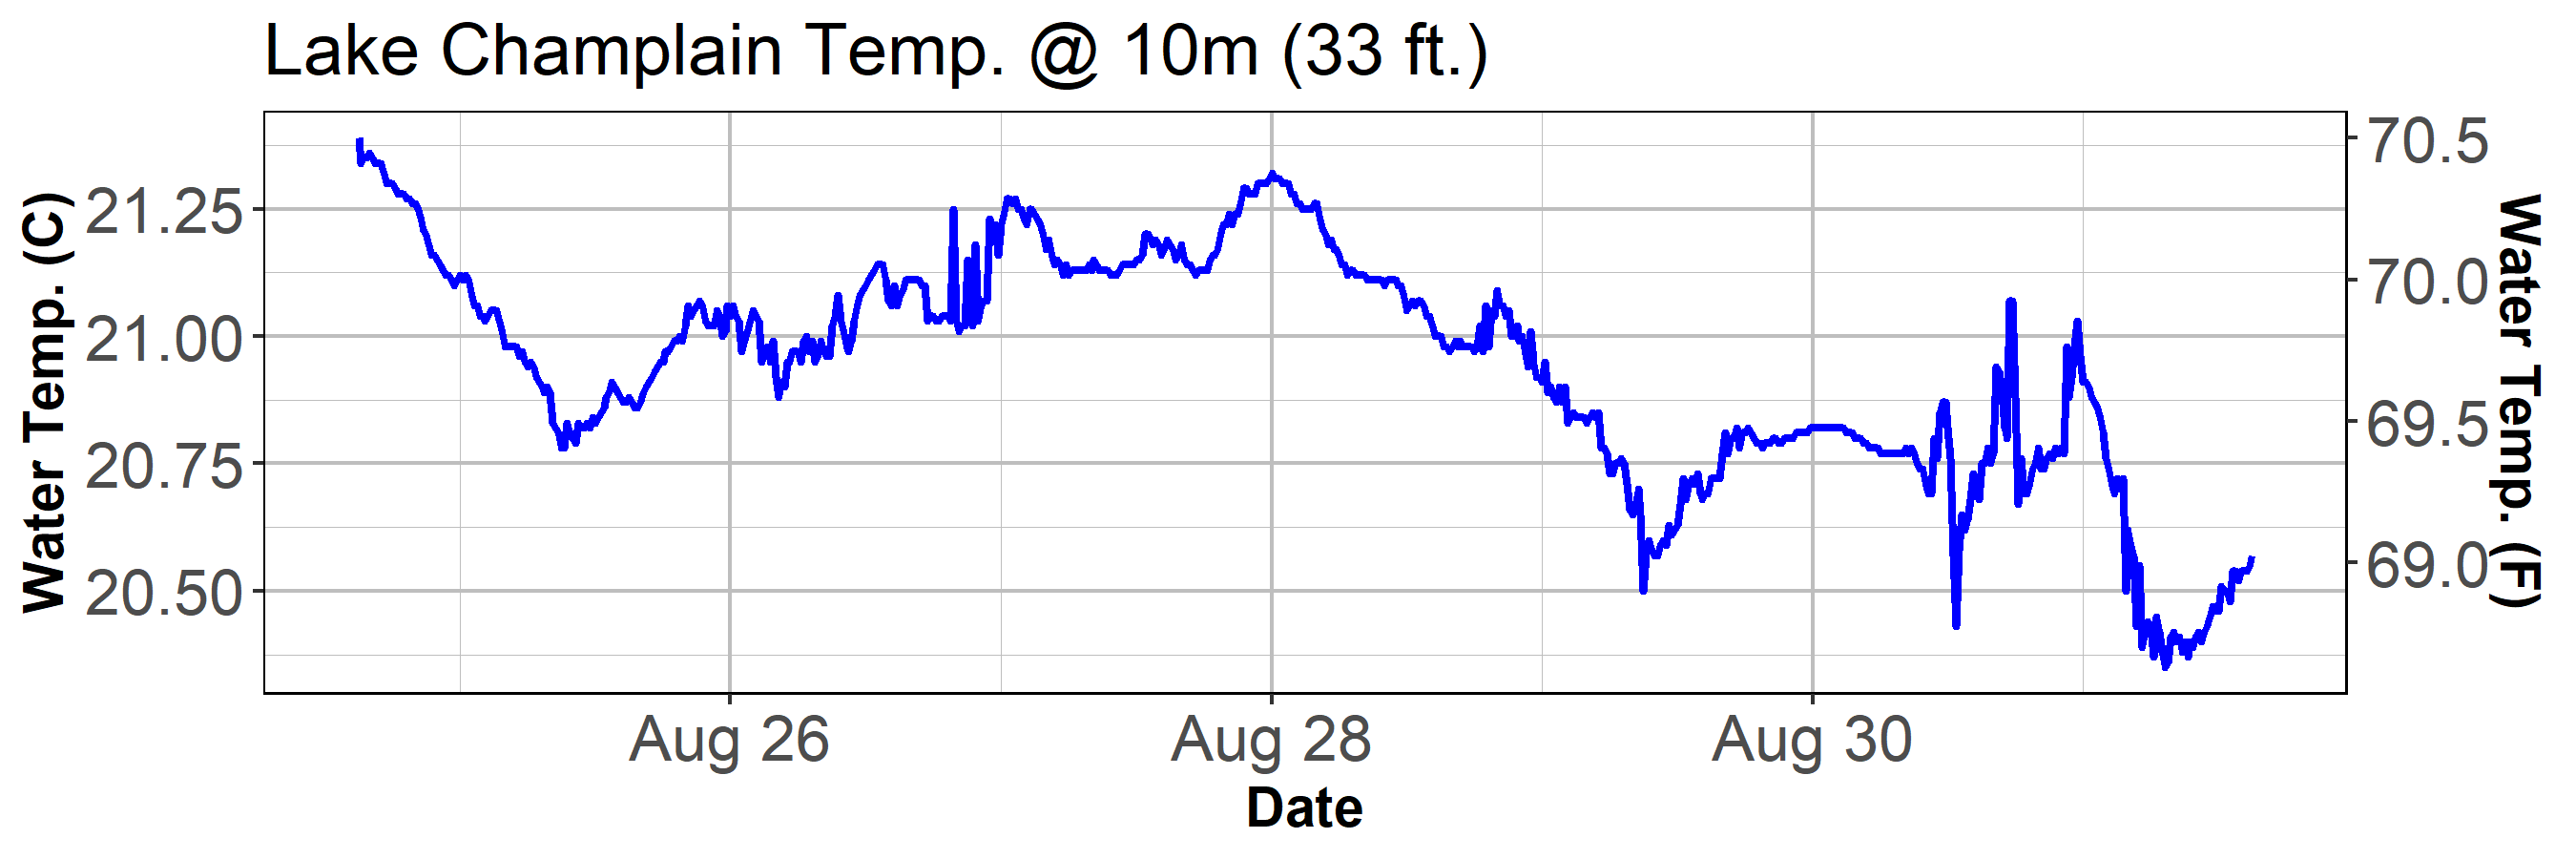 Lake Champlain Temp. @ 10m (33 ft.)
Water Temp. (C)
21.25
21.00
20.75
20.50
70.5
70.0
69.5
69.0
Water Temp. (F)
Aug 26
Aug 28
Aug 30
Date